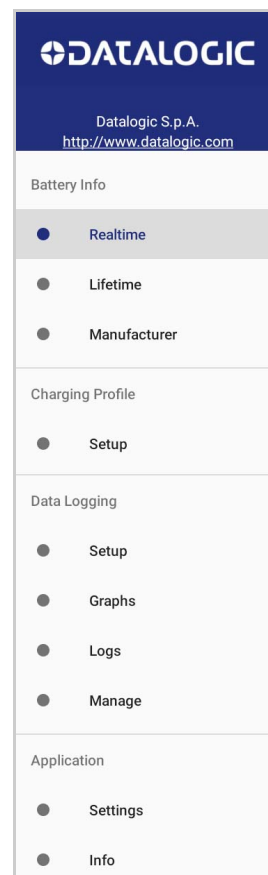 DATALOGIC
Datalogic S.p.A.
http://www.datalogic.com
Battery Info
Realtime
Lifetime
Manufacturer
Charging Profile
Setup
Data Logging
Setup
Graphs
Logs
Manage
Application
Settings
Info